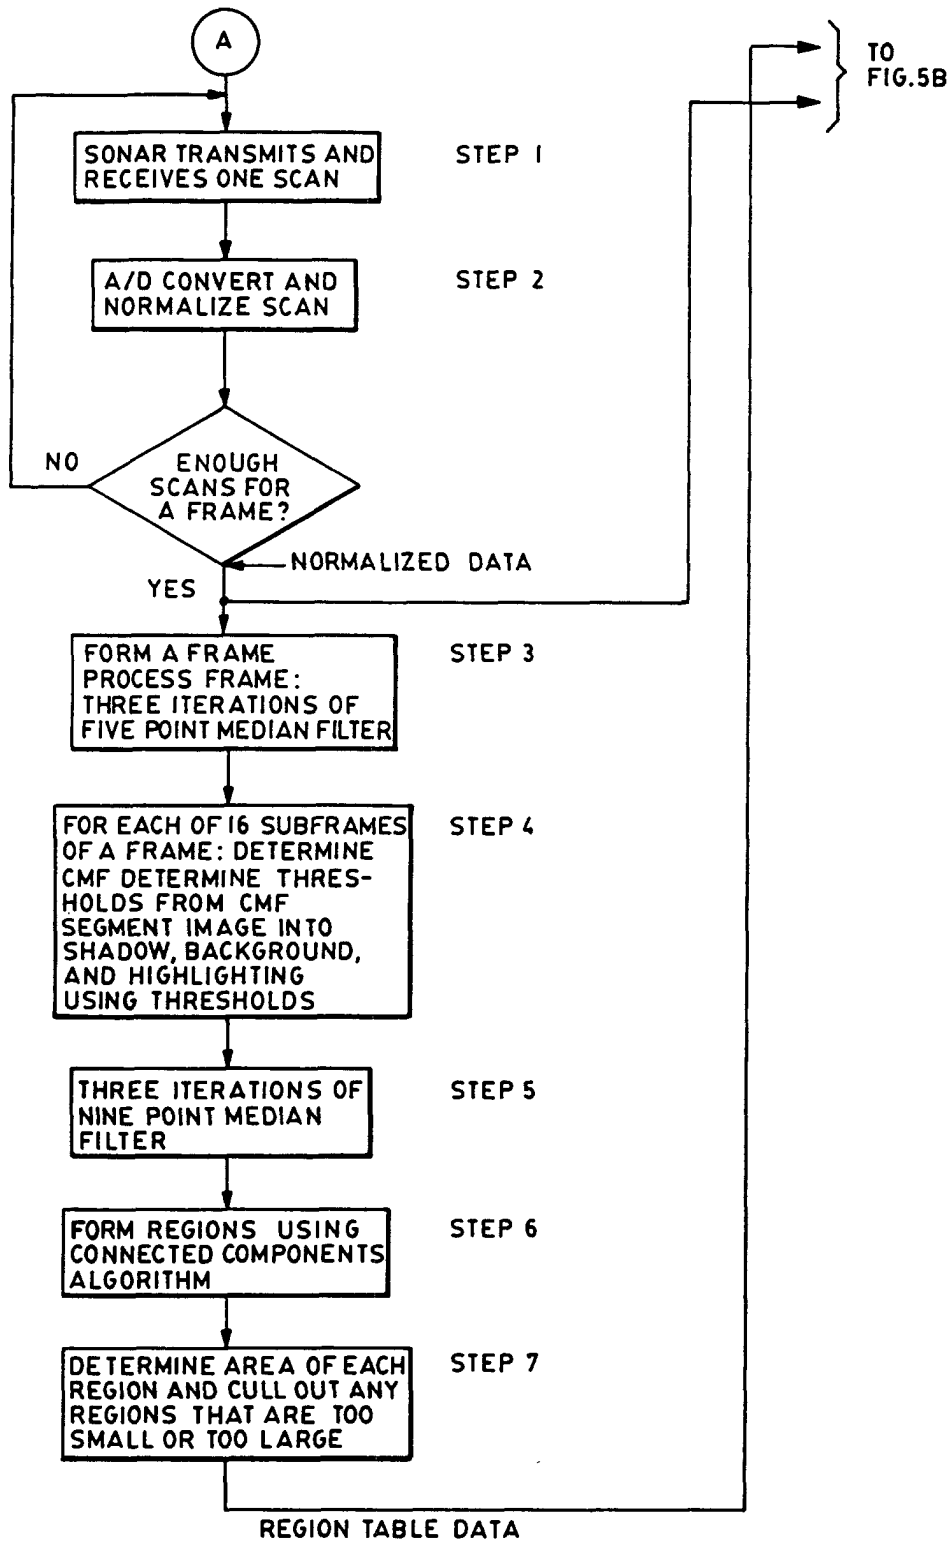 A
TO
FIG.5B
SONAR TRANSMITS AND
RECEIVES ONE SCAN
STEP 1
A/D CONVERT AND
NORMALIZE SCAN
STEP 2
NO
ENOUGH
SCANS FOR
A FRAME?
NORMALIZED DATA
YES
FORM A FRAME
PROCESS FRAME:
THREE ITERATIONS OF
FIVE POINT MEDIAN FILTER
STEP 3
FOR EACH OF 16 SUBFRAMES
OF A FRAME: DETERMINE
CMF DETERMINE THRES-
HOLDS FROM CMF
SEGMENT IMAGE INTO
SHADOW, BACKGROUND,
AND HIGHLIGHTING
USING THRESHOLDS
STEP 4
THREE ITERATIONS OF
NINE POINT MEDIAN
FILTER
STEP 5
FORM REGIONS USING
CONNECTED COMPONENTS
ALGORITHM
STEP 6
DETERMINE AREA OF EACH
REGION AND CULL OUT ANY
REGIONS THAT ARE TOO
SMALL OR TOO LARGE
STEP 7
REGION TABLE DATA